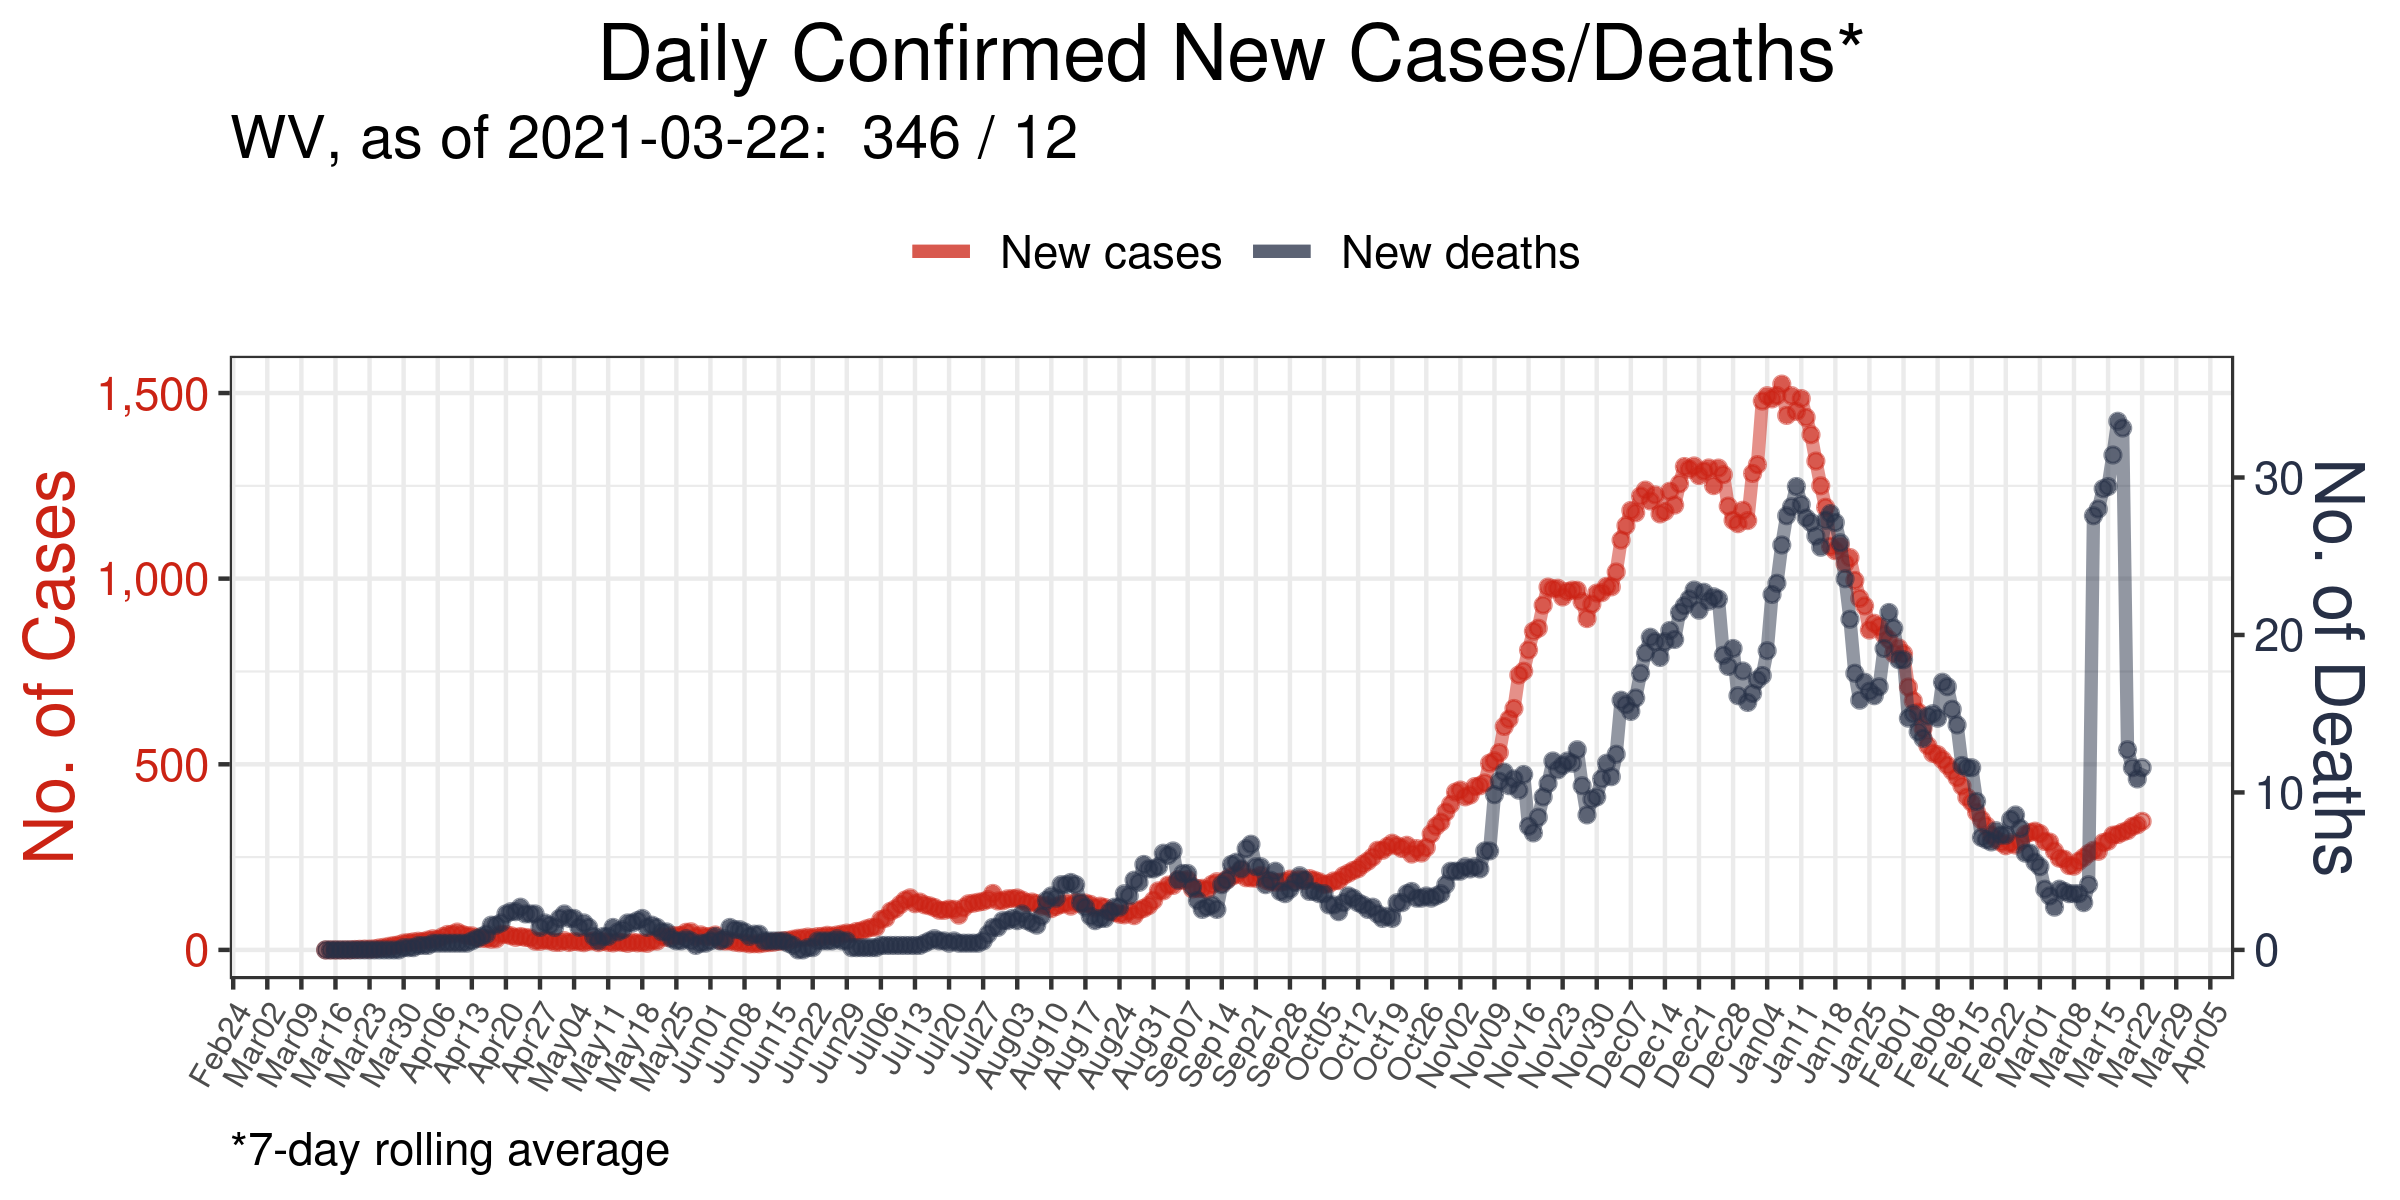 Daily Confirmed New Cases/Deaths*
WV, as of 2021-03-22:  346 / 12
New cases
New deaths
No. of Cases
1,500
1,000
500
0
No. of Deaths
30
20
10
0
Feb24
Mar02
Mar09
Mar16
Mar23
Mar30
Apr06
Apr13
Apr20
Apr27
May04
May11
May18
May25
Jun01
Jun08
Jun15
Jun22
Jun29
Jul06
Jul13
Jul20
Jul27
Aug03
Aug10
Aug17
Aug24
Aug31
Sep07
Sep14
Sep21
Sep28
Oct05
Oct12
Oct19
Oct26
Nov02
Nov09
Nov16
Nov23
Nov30
Dec07
Dec14
Dec21
Dec28
Jan04
Jan11
Jan18
Jan25
Feb01
Feb08
Feb15
Feb22
Mar01
Mar08
Mar15
Mar22
Mar29
Apr05
*7-day rolling average